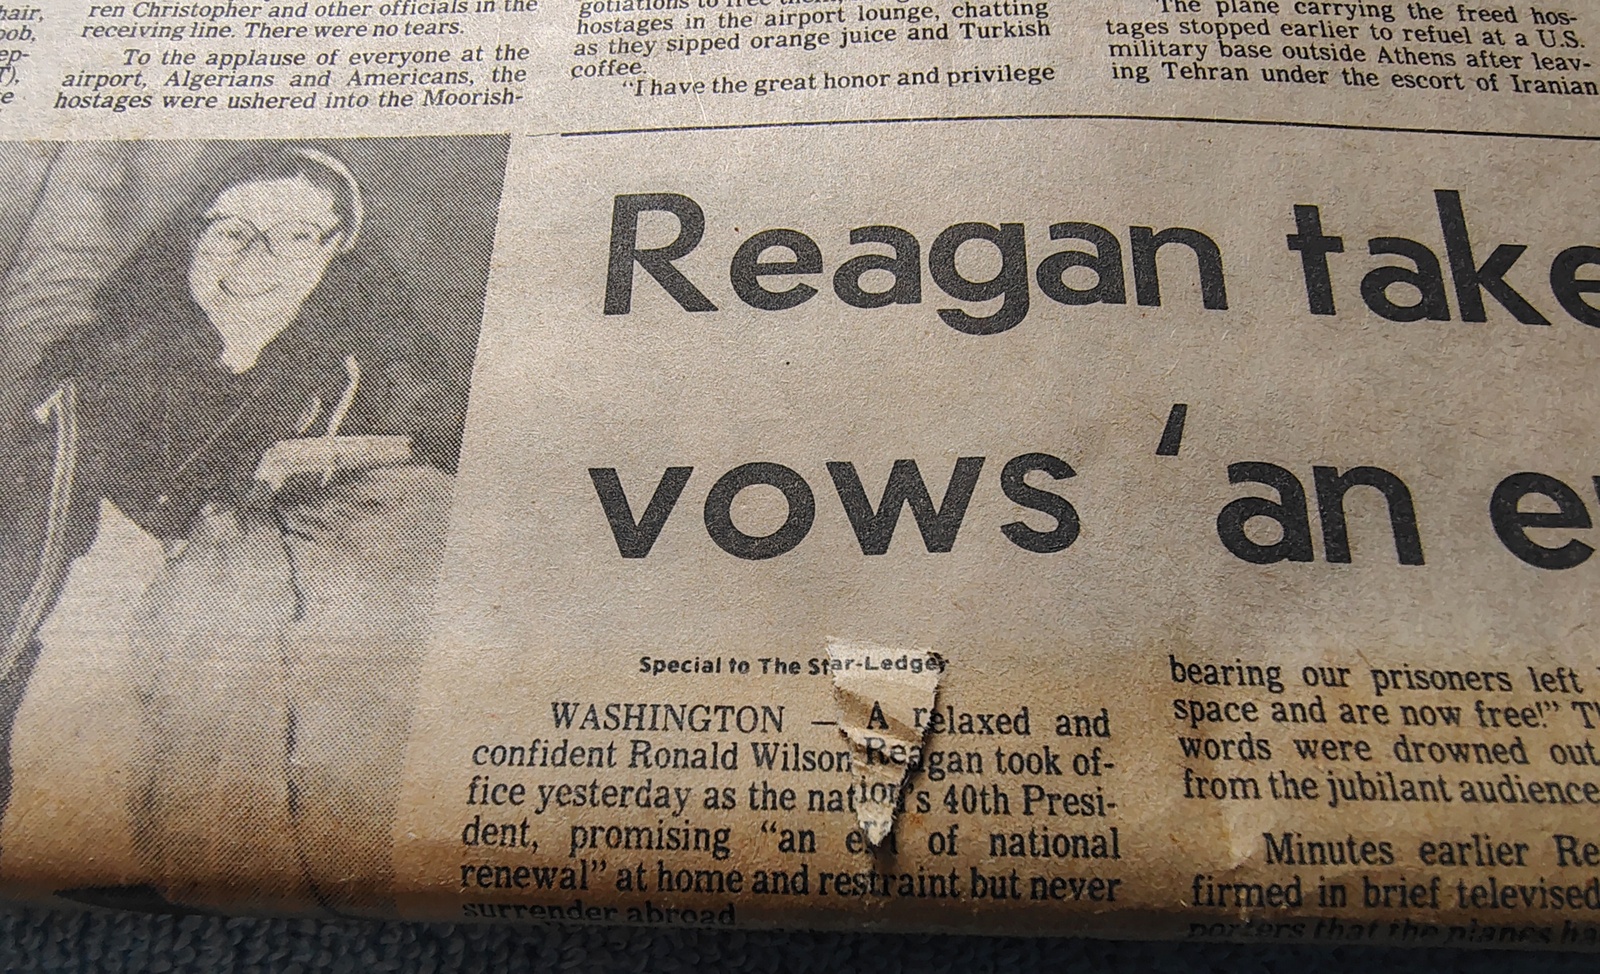 hair,
ren Christopher and other officials in the
receiving line. There were no tears.
To the applause of everyone at the
airport, Algerians and Americans, the
hostages were ushered into the Moorish-
hostages in the airport lounge, chatting
as they sipped orange juice and Turkish
coffee.
“I have the great honor and privilege
The plane carrying the freed hos-
tages stopped earlier to refuel at a U.S.
military base outside Athens after leav-
ing Tehran under the escort of Iranian
Reagan take
vows ‘an e
Special to The Star-Ledger
WASHINGTON — A relaxed and
confident Ronald Wilson Reagan took of-
fice yesterday as the nation's 40th Presi-
dent, promising “an era of national
renewal” at home and restraint but never
surrender abroad
bearing our prisoners left
space and are now free!” T
words were drowned out
from the jubilant audience
Minutes earlier Re
firmed in brief televised
porters that the planes ha